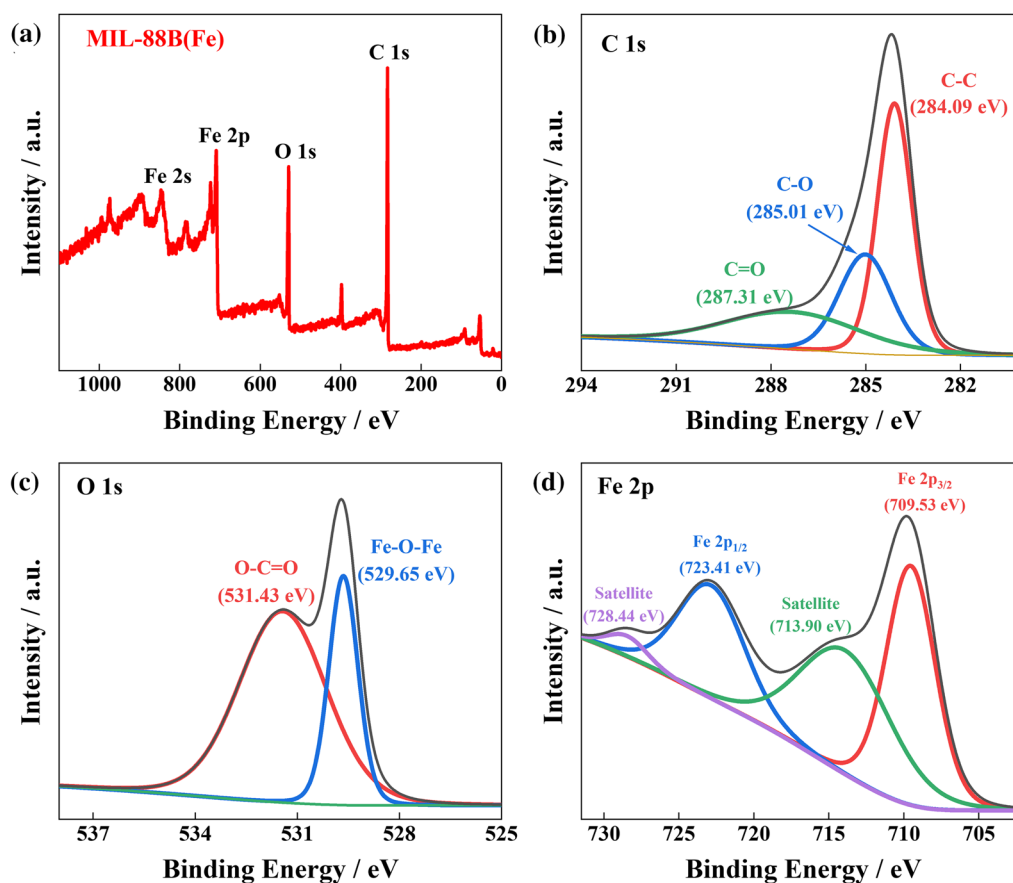 (a)
MIL-88B(Fe)
C 1s
Fe 2p
O 1s
Fe 2s
Intensity / a.u.
1000 800 600 400 200 0
Binding Energy / eV
(b)
C 1s
C-C
(284.09 eV)
C-O
(285.01 eV)
C=O
(287.31 eV)
Intensity / a.u.
294 291 288 285 282
Binding Energy / eV
(c)
O 1s
Fe-O-Fe
(529.65 eV)
O-C=O
(531.43 eV)
Intensity / a.u.
537 534 531 528 525
Binding Energy / eV
(d)
Fe 2p
Fe 2p3/2
(709.53 eV)
Fe 2p1/2
(723.41 eV)
Satellite
(728.44 eV)
Satellite
(713.90 eV)
Intensity / a.u.
730 725 720 715 710 705
Binding Energy / eV